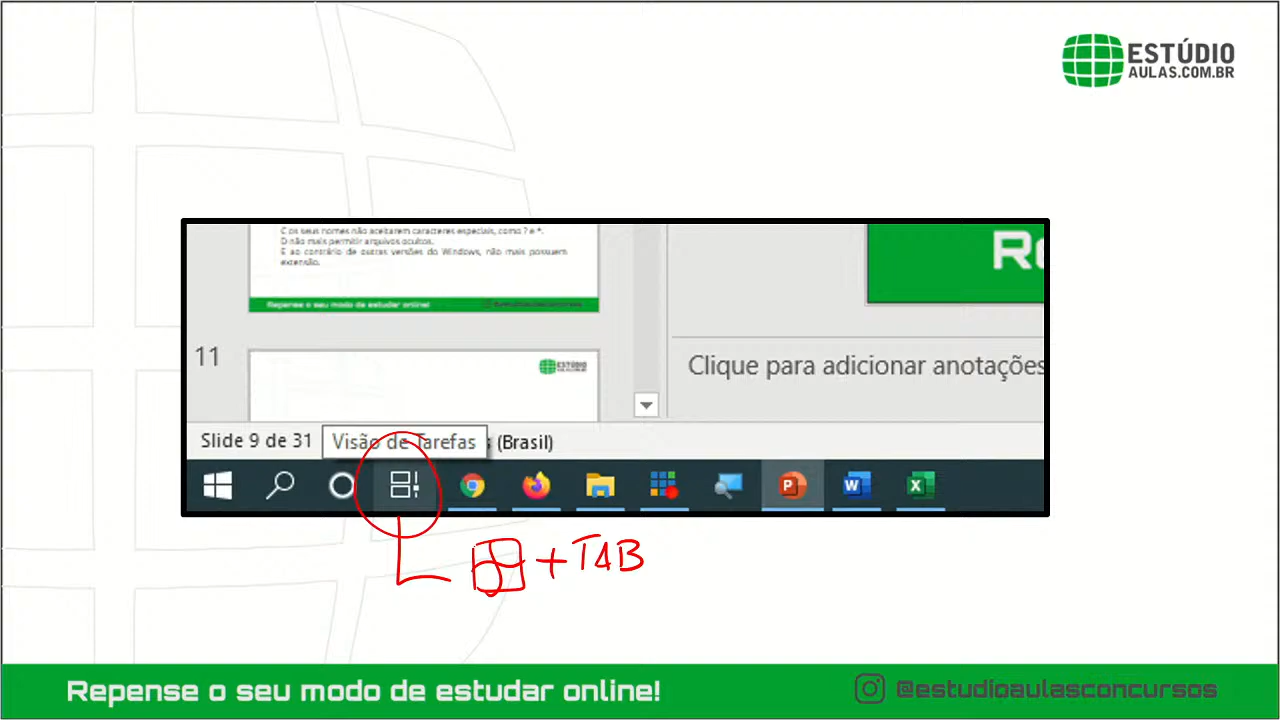 ESTÚDIO
AULAS.COM.BR
C os seus nomes não aceitarem caracteres especiais, como ? e *.
D não mais permitir arquivos ocultos.
E ao contrário de outras versões do Windows, não mais possuem
extensão.
Repense o seu modo de estudar online!
@estudioaulasconcursos
11
ESTÚDIO
Clique para adicionar anotações
Slide 9 de 31
Visão de Tarefas
(Brasil)
+ TAB
Repense o seu modo de estudar online!
@estudioaulasconcursos